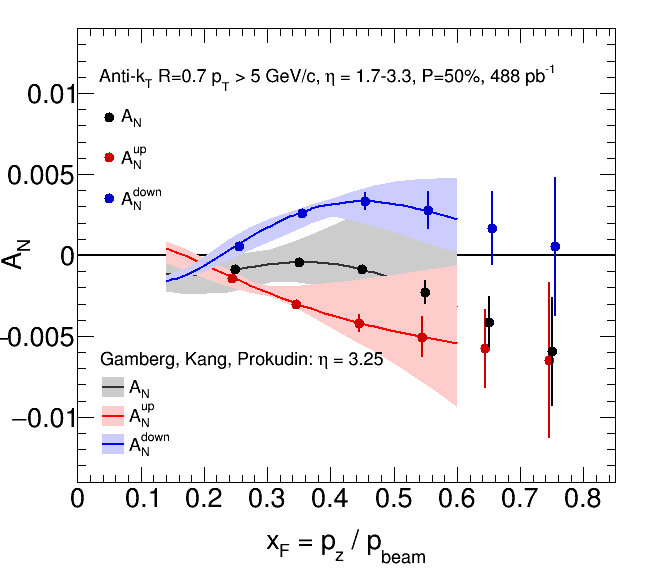 Anti-k_T R=0.7 p_T > 5 GeV/c, η = 1.7-3.3, P=50%, 488 pb^-1
A_N
A_N^up
A_N^down
Gamberg, Kang, Prokudin: η = 3.25
A_N
A_N^up
A_N^down
A_N
0.01
0.005
0
−0.005
−0.01
0 0.1 0.2 0.3 0.4 0.5 0.6 0.7 0.8
x_F = p_z / p_beam